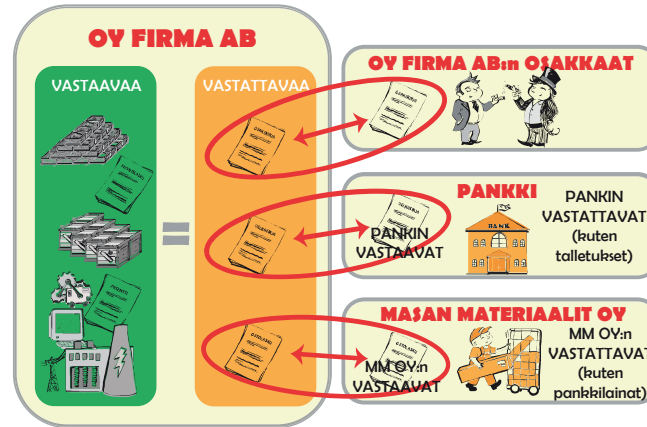 OY FIRMA AB
VASTAAVAA
VASTATTAVAA
=
OY FIRMA AB:n OSAKKAAT
PANKKI
PANKIN
VASTAAVAT
BANK
PANKIN
VASTATTAVAT
(kuten
talletukset)
MASAN MATERIAALIT OY
MM OY:n
VASTAAVAT
MM OY:n
VASTATTAVAT
(kuten
pankkilainat)